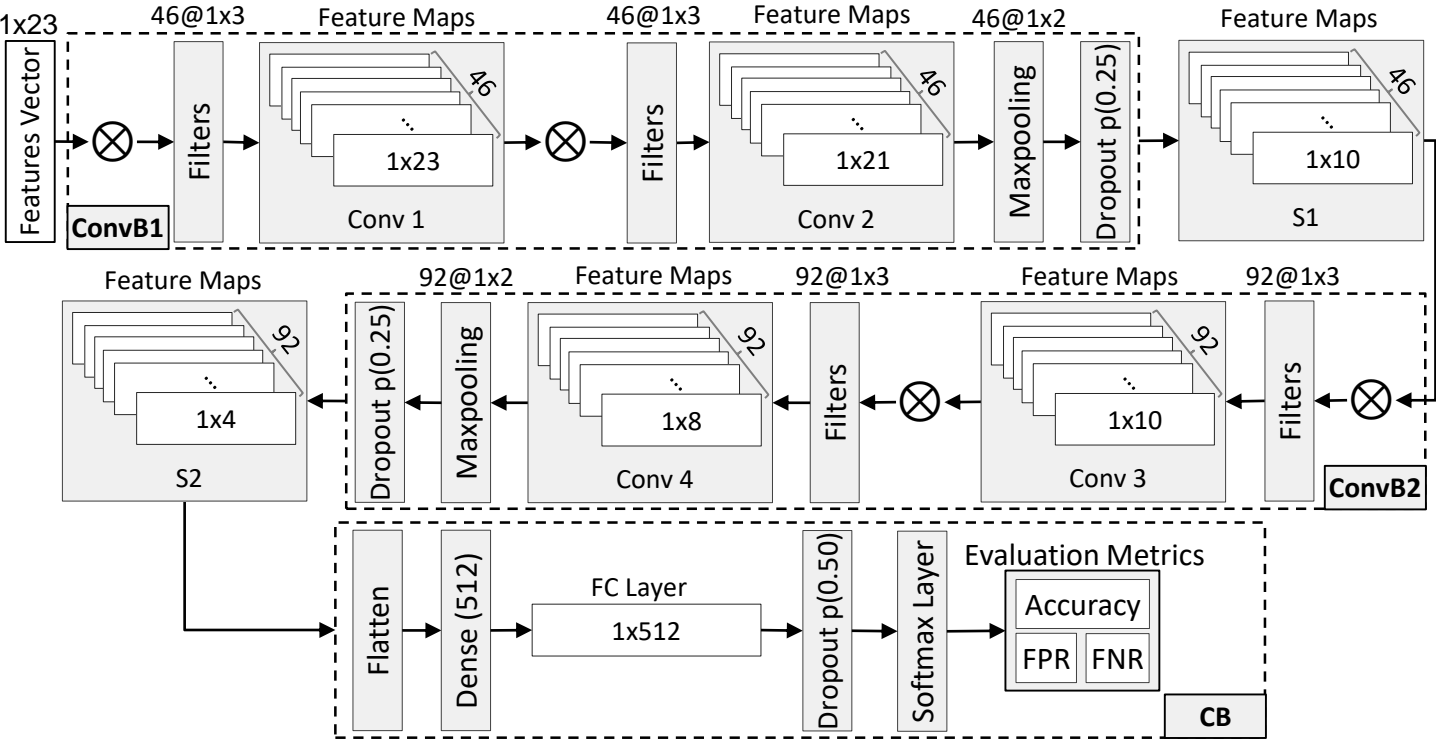 1x23
Features Vector
46@1x3
Filters
Feature Maps
46
...
1x23
Conv 1
46@1x3
Filters
Feature Maps
46
...
1x21
Conv 2
46@1x2
Maxpooling
Dropout p(0.25)
ConvB1
Feature Maps
46
...
1x10
S1
92@1x3
Filters
Feature Maps
92
...
1x10
Conv 3
92@1x3
Filters
Feature Maps
92
...
1x8
Conv 4
92@1x2
Maxpooling
Dropout p(0.25)
ConvB2
Feature Maps
92
...
1x4
S2
Flatten
Dense (512)
FC Layer
1x512
Dropout p(0.50)
Softmax Layer
Evaluation Metrics
Accuracy
FPR
FNR
CB